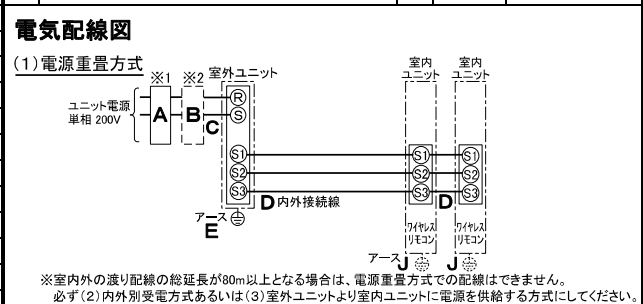 電気配線図
(1)電源重畳方式
※1 ※2 室外ユニット
室内
ユニット
室内
ユニット
ユニット電源
単相 200V
A
B
C
R
S
S1
S2
S3
S1
S2
S3
S1
S2
S3
D 内外接続線
D
アース
E
ワイヤレス
リモコン
ワイヤレス
リモコン
アース J
J
※室内外の渡り配線の総延長が80m以上となる場合は、電源重畳方式での配線はできません。
必ず(2)内外別受電方式あるいは(3)室外ユニットより室内ユニットに電源を供給する方式にしてください。